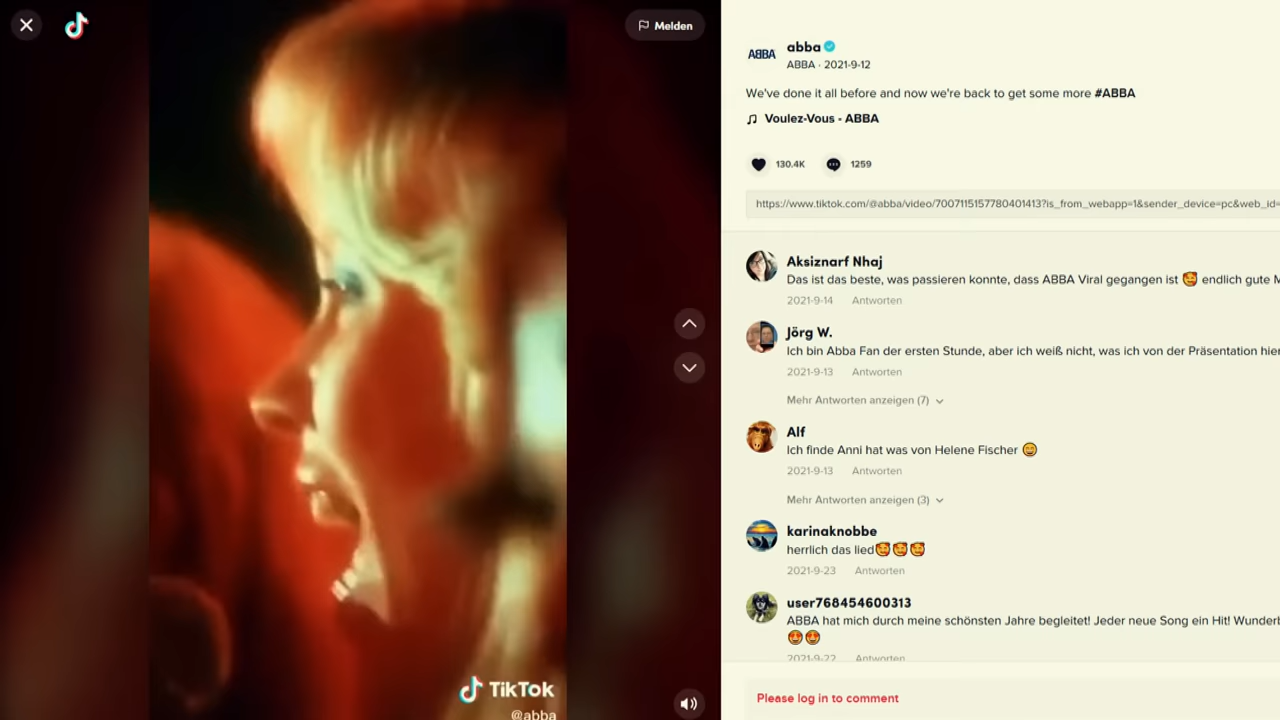 Melden
TikTok
@abba
ABBA
abba
ABBA · 2021-9-12
We've done it all before and now we're back to get some more #ABBA
Voulez-Vous - ABBA
130.4K 1259
https://www.tiktok.com/@abba/video/7007115157780401413?is_from_webapp=1&sender_device=pc&web_id=
Aksiznarf Nhaj
Das ist das beste, was passieren konnte, dass ABBA Viral gegangen ist 🥰 endlich gute
2021-9-14 Antworten
Jörg W.
Ich bin Abba Fan der ersten Stunde, aber ich weiß nicht, was ich von der Präsentation hier
2021-9-13 Antworten
Mehr Antworten anzeigen (7)
Alf
Ich finde Anni hat was von Helene Fischer 😄
2021-9-13 Antworten
Mehr Antworten anzeigen (3)
karinaknobbe
herrlich das lied🥰🥰🥰
2021-9-23 Antworten
user768454600313
ABBA hat mich durch meine schönsten Jahre begleitet! Jeder neue Song ein Hit!
😍😍
2021-9-22 Antworten
Please log in to comment